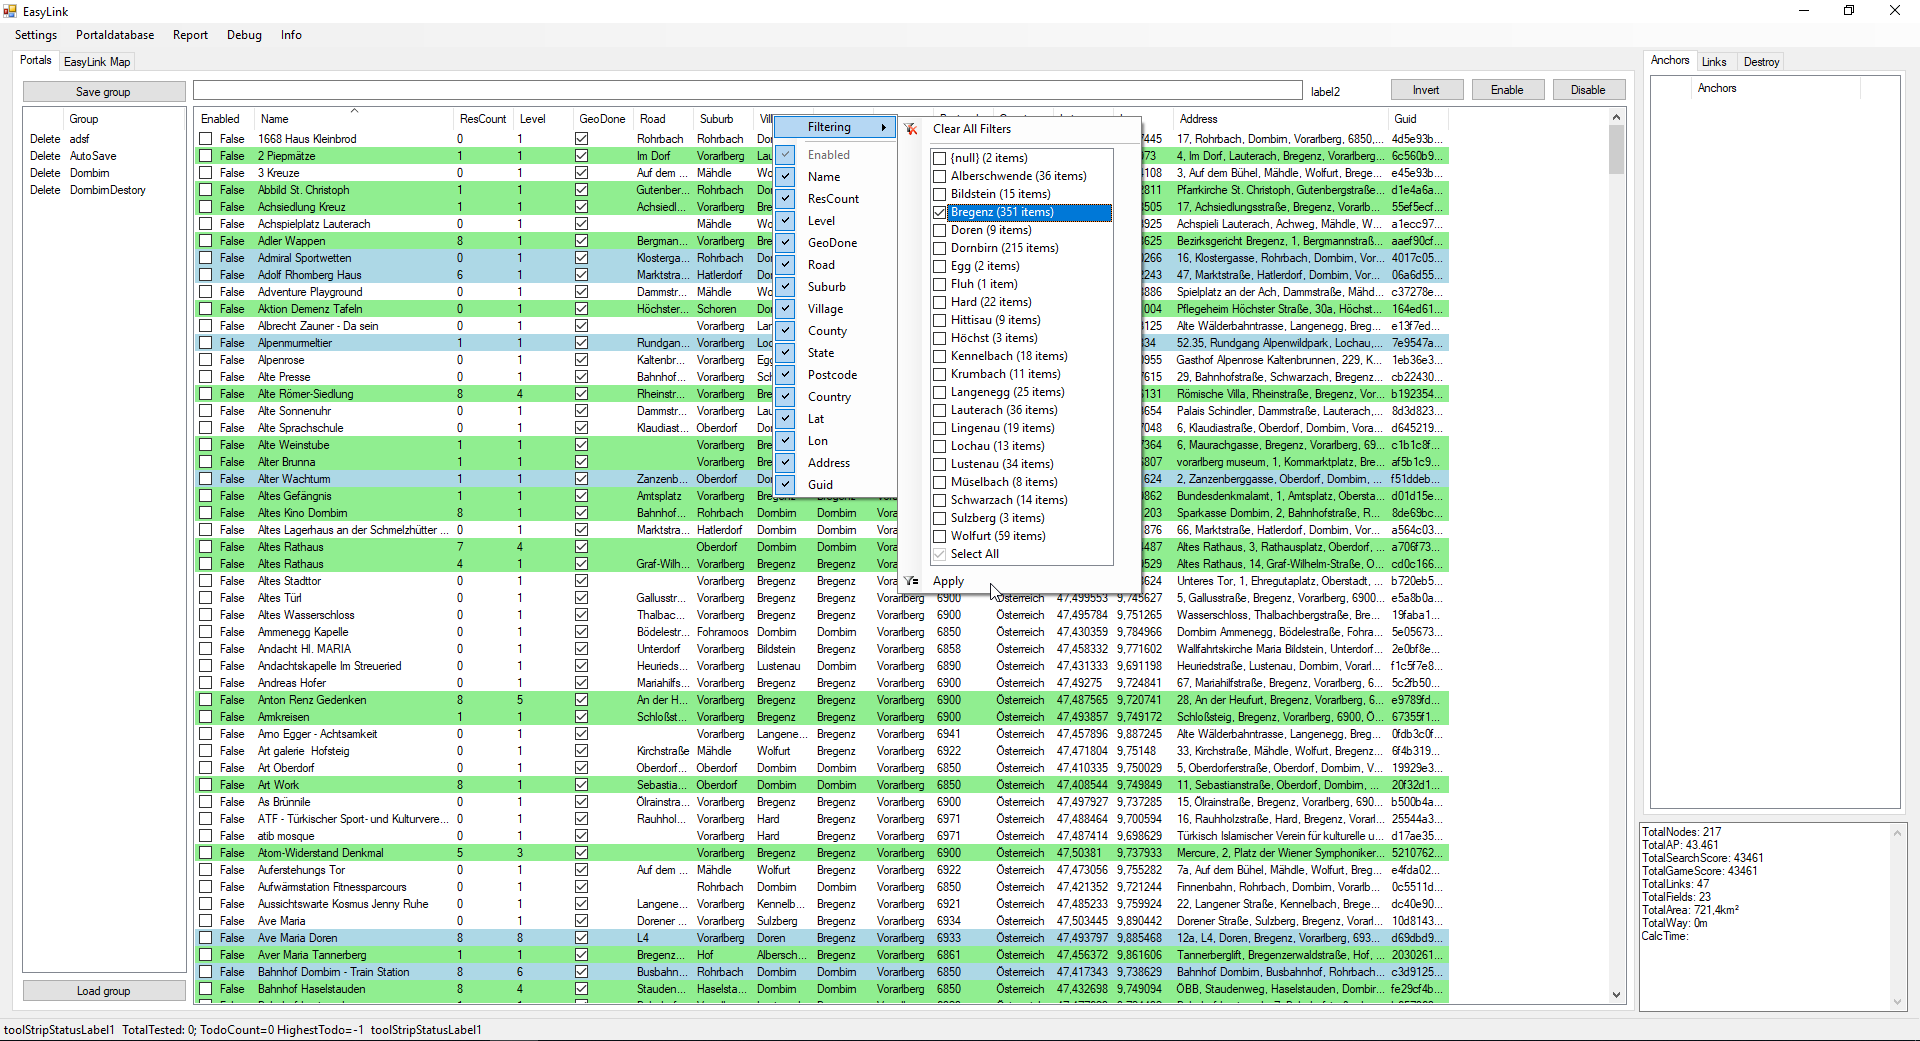 EasyLink
Settings Portaldatabase Report Debug Info
Portals EasyLink Map
Anchors Links Destroy
Save group
label2 Invert Enable Disable
Group
Delete adsf
Delete AutoSave
Delete Dornbirn
Delete DornbirnDestory
Load group
Enabled Name ResCount Level GeoDone Road Suburb Address Guid
False 1668 Haus Kleinbrod 0 1 Rohrbach Rohrbach 17, Rohrbach, Dornbirn, Vorarlberg, 6850,... 4d5e93b...
False 2 Piepmätze 1 1 Im Dorf Vorarlberg 4, Im Dorf, Lauterach, Bregenz, Vorarlberg... 6c560b9...
False 3 Kreuze 0 1 Auf dem ... Mähdle 3, Auf dem Bühel, Mähdle, Wolfurt, Brege... e45e93b...
False Abbild St. Christoph 1 1 Gutenber... Rohrbach Pfarrkirche St. Christoph, Gutenbergstraße... d1e4a6a...
False Achsiedlung Kreuz 1 1 Achsiedl... Vorarlberg 17, Achsiedlungsstraße, Bregenz, Vorarlb... 55ef5ecf...
False Achspielplatz Lauterach 0 1 Mähdle Achspieli Lauterach, Achweg, Mähdle, W... a1ecc97...
False Adler Wappen 8 1 Bergman... Vorarlberg Bezirksgericht Bregenz, 1, Bergmannstraß... aaef90cf...
False Admiral Sportwetten 0 1 Klosterga... Rohrbach 16, Klostergasse, Rohrbach, Dornbirn, Vor... 4017c05...
False Adolf Rhomberg Haus 6 1 Marktstra... Hatlerdorf 47, Marktstraße, Hatlerdorf, Dornbirn, Vor... 06a6d55...
False Adventure Playground 0 1 Dammstr... Mähdle Spielplatz an der Ach, Dammstraße, Mähd... c37278e...
False Aktion Demenz Tafeln 0 1 Höchster... Schoren Pflegeheim Höchster Straße, 30a, Höchst... 164ed61...
False Albrecht Zauner - Da sein 0 1 Vorarlberg Alte Wälderbahntrasse, Langenegg, Breg... e13f7ed...
False Alpenmurmeltier 1 1 Rundgan... Vorarlberg 52.35, Rundgang Alpenwildpark, Lochau,... 7e9547a...
False Alpenrose 0 1 Kaltenbr... Vorarlberg Gasthof Alpenrose Kaltenbrunnen, 229, K... 1eb36e3...
False Alte Presse 0 1 Bahnhof... Vorarlberg 29, Bahnhofstraße, Schwarzach, Bregenz... cb22430...
False Alte Römer-Siedlung 8 4 Rheinstr... Vorarlberg Römische Villa, Rheinstraße, Bregenz, Vor... b192354...
False Alte Sonnenuhr 0 1 Dammstr... Vorarlberg Palais Schindler, Dammstraße, Lauterach,... 8d3d823...
False Alte Sprachschule 0 1 Klaudiast... Oberdorf 6, Klaudiastraße, Oberdorf, Dornbirn, Vora... d645219...
False Alte Weinstube 1 1 Vorarlberg 6, Maurachgasse, Bregenz, Vorarlberg, 69... c1b1c8f...
False Alter Brunna 1 1 Vorarlberg vorarlberg museum, 1, Kornmarktplatz, Bre... af5b1c9...
False Alter Wachturm 1 1 Zanzenb... Oberdorf 2, Zanzenberggasse, Oberdorf, Dornbirn, ... f51ddeb...
False Altes Gefängnis 1 1 Amtsplatz Vorarlberg Bundesdenkmalamt, 1, Amtsplatz, Obersta... d01d15e...
False Altes Kino Dornbirn 8 1 Bahnhof... Rohrbach Dornbirn Dornbirn Vora Sparkasse Dornbirn, 2, Bahnhofstraße, R... 8de69bc...
False Altes Lagerhaus an der Schmelzhütter ... 0 1 Marktstra... Hatlerdorf Dornbirn Dornbirn Vora 66, Marktstraße, Hatlerdorf, Dornbirn, Vor... a564c03...
False Altes Rathaus 7 4 Oberdorf Dornbirn Dornbirn Vora Altes Rathaus, 3, Rathausplatz, Oberdorf, ... a706f73...
False Altes Rathaus 4 1 Graf-Wilh... Vorarlberg Bregenz Bregenz Vora Altes Rathaus, 14, Graf-Wilhelm-Straße, O... cd0c166...
False Altes Stadttor 0 1 Vorarlberg Bregenz Bregenz Vora Unteres Tor, 1, Ehregutaplatz, Oberstadt, ... b720eb5...
False Altes Türl 0 1 Gallusstr... Vorarlberg Bregenz Bregenz Vorarlberg 6900 Österreich 47,499553 9,745627 5, Gallusstraße, Bregenz, Vorarlberg, 6900... e5a8b0a...
False Altes Wasserschloss 0 1 Thalbac... Vorarlberg Bregenz Bregenz Vorarlberg 6900 Österreich 47,495784 9,751265 Wasserschloss, Thalbachbergstraße, Bre... 19faba1...
False Ammenegg Kapelle 0 1 Bödelestr... Fohramoos Dornbirn Dornbirn Vorarlberg 6850 Österreich 47,430359 9,784966 Dornbirn Ammenegg, Bödelestraße, Fohra... 5e05673...
False Andacht Hl. MARIA 0 1 Unterdorf Vorarlberg Bildstein Bregenz Vorarlberg 6858 Österreich 47,458332 9,771602 Wallfahrtskirche Maria Bildstein, Unterdorf... 2e0bf8e...
False Andachtskapelle Im Streueried 0 1 Heurieds... Vorarlberg Lustenau Dornbirn Vorarlberg 6890 Österreich 47,431333 9,691198 Heuriedstraße, Lustenau, Dornbirn, Vorarl... f1c5f7e8...
False Andreas Hofer 0 1 Mariahilfs... Vorarlberg Bregenz Bregenz Vorarlberg 6900 Österreich 47,49275 9,724841 67, Mariahilfstraße, Bregenz, Vorarlberg, 6... 5c2fb50...
False Anton Renz Gedenken 8 5 An der H... Vorarlberg Bregenz Bregenz Vorarlberg 6900 Österreich 47,487565 9,720741 28, An der Heufurt, Bregenz, Vorarlberg, 6... e9789fd...
False Armkreisen 1 1 Schloßst... Vorarlberg Bregenz Bregenz Vorarlberg 6900 Österreich 47,493857 9,749172 Schloßsteig, Bregenz, Vorarlberg, 6900, Ö... 67355f1...
False Arno Egger - Achtsamkeit 0 1 Vorarlberg Langene... Bregenz Vorarlberg 6941 Österreich 47,457896 9,887245 Alte Wälderbahntrasse, Langenegg, Breg... 0fdb3c0f...
False Art galerie Hofsteig 0 1 Kirchstraße Mähdle Wolfurt Bregenz Vorarlberg 6922 Österreich 47,471804 9,75148 33, Kirchstraße, Mähdle, Wolfurt, Bregenz... 6f4b319...
False Art Oberdorf 0 1 Oberdorf... Oberdorf Dornbirn Dornbirn Vorarlberg 6850 Österreich 47,410335 9,750029 5, Oberdorferstraße, Oberdorf, Dornbirn, V... 19929e3...
False Art Work 8 1 Sebastia... Oberdorf Dornbirn Dornbirn Vorarlberg 6850 Österreich 47,408544 9,749849 11, Sebastianstraße, Oberdorf, Dornbirn, ... 20f32d1...
False As Brünnile 0 1 Ölrainstra... Vorarlberg Bregenz Bregenz Vorarlberg 6900 Österreich 47,497927 9,737285 15, Ölrainstraße, Bregenz, Vorarlberg, 690... b500b4a...
False ATF - Türkischer Sport- und Kulturvere... 0 1 Rauhhol... Vorarlberg Hard Bregenz Vorarlberg 6971 Österreich 47,488464 9,700594 16, Rauhholzstraße, Hard, Bregenz, Vorarl... 25544a3...
False atib mosque 0 1 Vorarlberg Hard Bregenz Vorarlberg 6971 Österreich 47,487414 9,698629 Türkisch Islamischer Verein für kulturelle u... d17ae35...
False Atom-Widerstand Denkmal 5 3 Vorarlberg Bregenz Bregenz Vorarlberg 6900 Österreich 47,50381 9,737933 Mercure, 2, Platz der Wiener Symphoniker... 5210762...
False Auferstehungs Tor 0 1 Auf dem ... Mähdle Wolfurt Bregenz Vorarlberg 6922 Österreich 47,473056 9,755282 7a, Auf dem Bühel, Mähdle, Wolfurt, Breg... e4fda02...
False Aufwärmstation Fitnessparcours 0 1 Rohrbach Dornbirn Dornbirn Vorarlberg 6850 Österreich 47,421352 9,721244 Finnenbahn, Rohrbach, Dornbirn, Vorarlb... 0c5511d...
False Aussichtswarte Kosmus Jenny Ruhe 0 1 Langene... Vorarlberg Kennelb... Bregenz Vorarlberg 6921 Österreich 47,485233 9,759924 22, Langener Straße, Kennelbach, Brege... dc40e90...
False Ave Maria 0 1 Dorener ... Vorarlberg Sulzberg Bregenz Vorarlberg 6934 Österreich 47,503445 9,890442 Dorener Straße, Sulzberg, Bregenz, Vorarl... 10d8143...
False Ave Maria Doren 8 8 L4 Vorarlberg Doren Bregenz Vorarlberg 6933 Österreich 47,493797 9,885468 12a, L4, Doren, Bregenz, Vorarlberg, 693... d69dbd9...
False Aver Maria Tannerberg 1 1 Bregenz... Hof Albersch... Bregenz Vorarlberg 6861 Österreich 47,456372 9,861606 Tannerberglift, Bregenzerwaldstraße, Hof,... 2030261...
False Bahnhof Dornbirn - Train Station 8 6 Busbahn... Rohrbach Dornbirn Dornbirn Vorarlberg 6850 Österreich 47,417343 9,738629 Bahnhof Dornbirn, Busbahnhof, Rohrbach... c3d9125...
False Bahnhof Haselstauden 8 4 Stauden... Haselsta... Dornbirn Dornbirn Vorarlberg 6850 Österreich 47,432698 9,749094 ÖBB, Staudenweg, Haselstauden, Dornbir... fe29cf4b...
Filtering
Enabled
Name
ResCount
Level
GeoDone
Road
Suburb
Village
County
State
Postcode
Country
Lat
Lon
Address
Guid
Clear All Filters
{null} (2 items)
Alberschwende (36 items)
Bildstein (15 items)
Bregenz (351 items)
Doren (9 items)
Dornbirn (215 items)
Egg (2 items)
Fluh (1 item)
Hard (22 items)
Hittisau (9 items)
Höchst (3 items)
Kennelbach (18 items)
Krumbach (11 items)
Langenegg (25 items)
Lauterach (36 items)
Lingenau (19 items)
Lochau (13 items)
Lustenau (34 items)
Müselbach (8 items)
Schwarzach (14 items)
Sulzberg (3 items)
Wolfurt (59 items)
Select All
Apply
Anchors
TotalNodes: 217
TotalAP: 43.461
TotalSearchScore: 43461
TotalGameScore: 43461
TotalLinks: 47
TotalFields: 23
TotalArea: 721,4km²
TotalWay: 0m
CalcTime:
toolStripStatusLabel1 TotalTested: 0; TodoCount=0 HighestTodo=-1 toolStripStatusLabel1